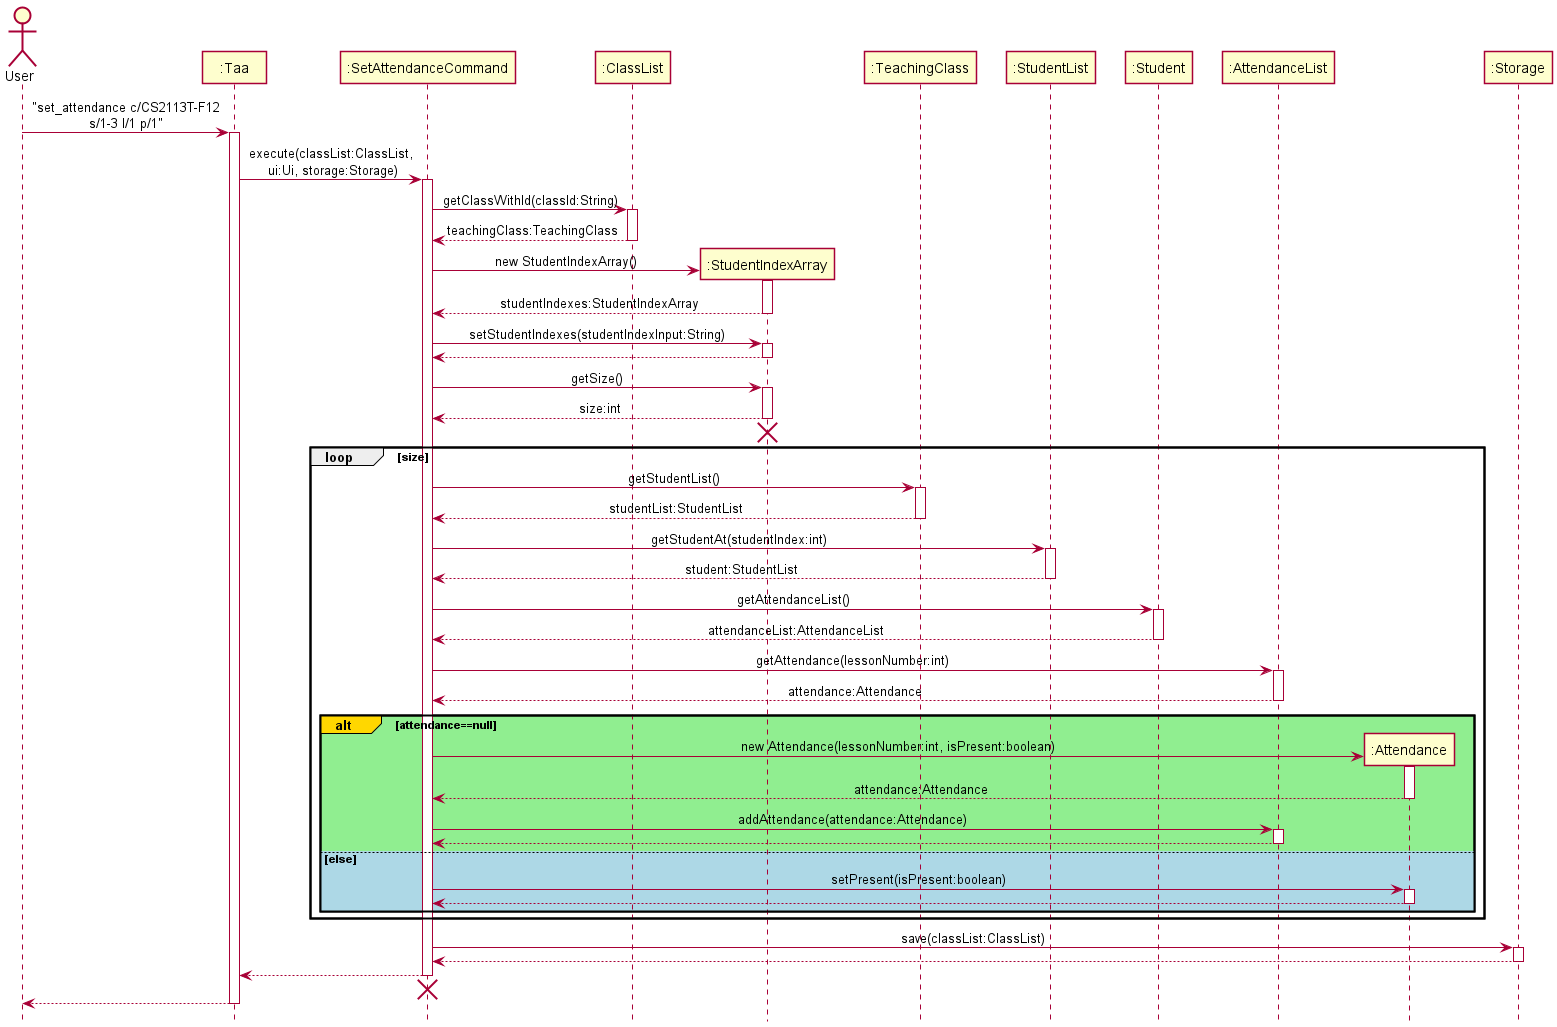 User
:Taa
:SetAttendanceCommand
:ClassList
:TeachingClass
:StudentList
:Student
:AttendanceList
:Storage
"set_attendance c/CS2113T-F12
s/1-3 l/1 p/1"
execute(classList:ClassList,
ui:Ui, storage:Storage)
getClassWithId(classId:String)
teachingClass:TeachingClass
new StudentIndexArray()
:StudentIndexArray
studentIndexes:StudentIndexArray
setStudentIndexes(studentIndexInput:String)
getSize()
size:int
loop
[size]
getStudentList()
studentList:StudentList
getStudentAt(studentIndex:int)
student:StudentList
getAttendanceList()
attendanceList:AttendanceList
getAttendance(lessonNumber:int)
attendance:Attendance
alt
[attendance==null]
new Attendance(lessonNumber:int, isPresent:boolean)
:Attendance
attendance:Attendance
addAttendance(attendance:Attendance)
[else]
setPresent(isPresent:boolean)
save(classList:ClassList)